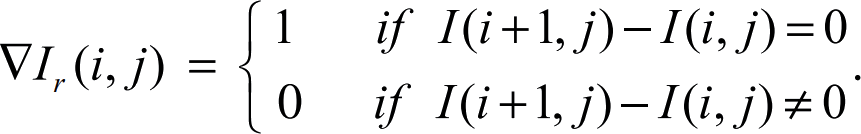 ∇I_r(i, j) = { 1 if I(i+1, j) − I(i, j) = 0
0 if I(i+1, j) − I(i, j) ≠ 0 .